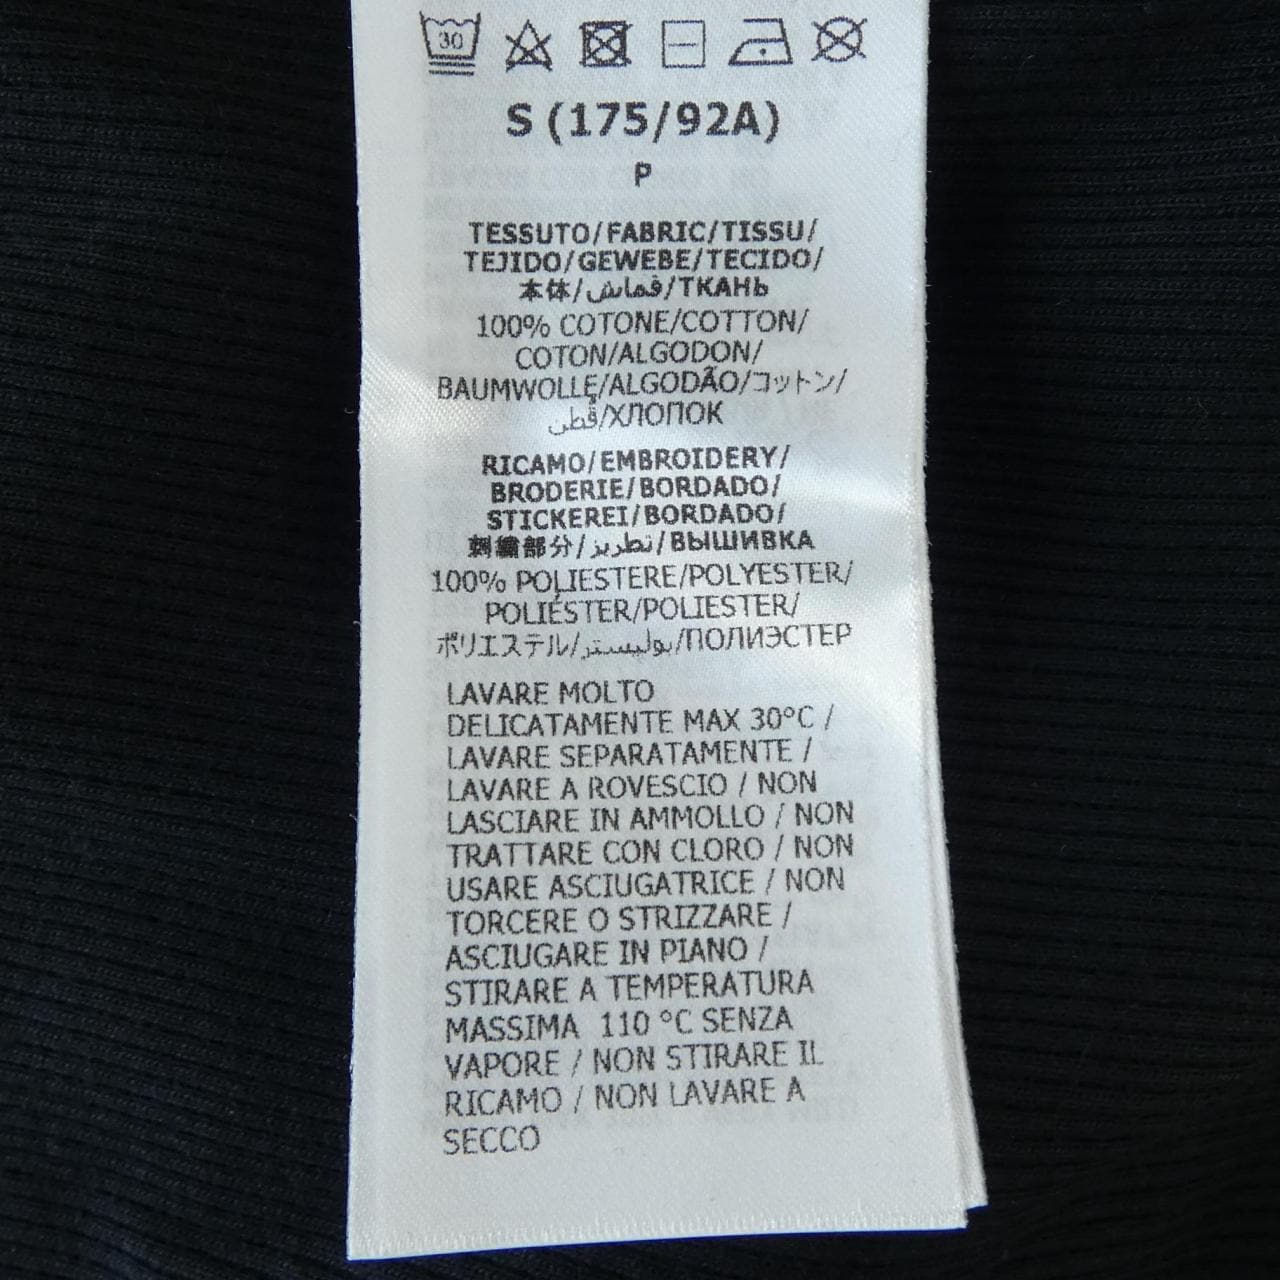 30
S (175/92A)
P
TESSUTO/FABRIC/TISSU/
TEJIDO/GEWEBE/TECIDO/
本体/قماش/ТКАНЬ
100% COTONE/COTTON/
COTON/ALGODON/
BAUMWOLLE/ALGODÃO/コットン/
قطن/ХЛОПОК
RICAMO/EMBROIDERY/
BRODERIE/BORDADO/
STICKEREI/BORDADO/
刺繍部分/تطريز/ВЫШИВКА
100% POLIESTERE/POLYESTER/
POLIÉSTER/POLIESTER/
ポリエステル/بوليستر/ПОЛИЭСТЕР
LAVARE MOLTO
DELICATAMENTE MAX 30°C /
LAVARE SEPARATAMENTE /
LAVARE A ROVESCIO / NON
LASCIARE IN AMMOLLO / NON
TRATTARE CON CLORO / NON
USARE ASCIUGATRICE / NON
TORCERE O STRIZZARE /
ASCIUGARE IN PIANO /
STIRARE A TEMPERATURA
MASSIMA 110 °C SENZA
VAPORE / NON STIRARE IL
RICAMO / NON LAVARE A
SECCO